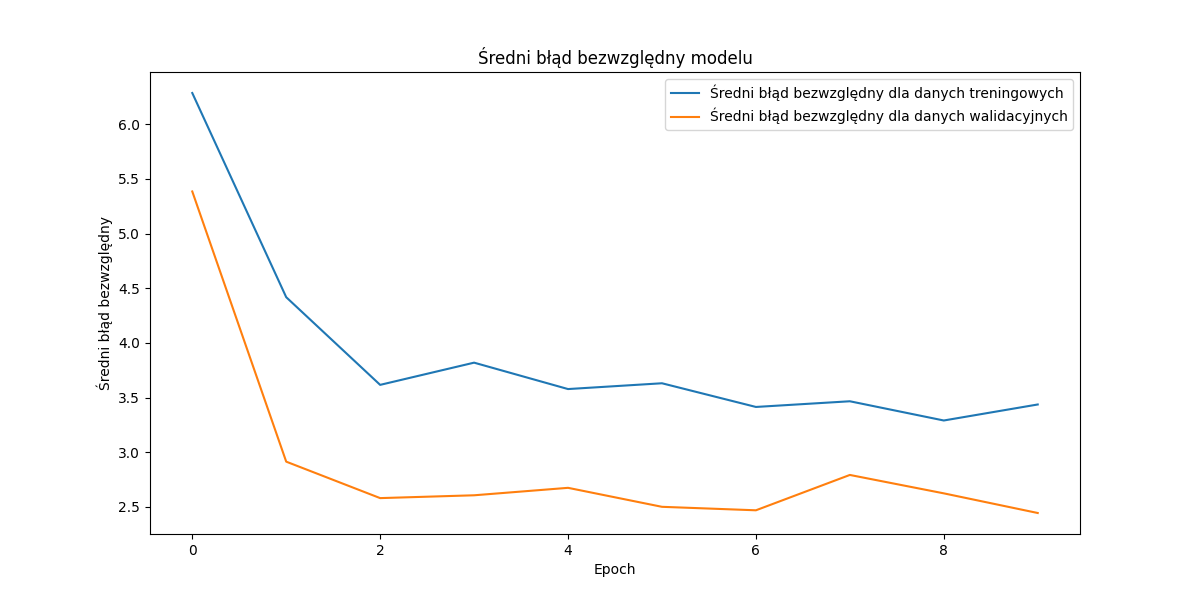 Średni błąd bezwzględny modelu
Średni błąd bezwzględny dla danych treningowych
Średni błąd bezwzględny dla danych walidacyjnych
Średni błąd bezwzględny
6.0
5.5
5.0
4.5
4.0
3.5
3.0
2.5
0 2 4 6 8
Epoch